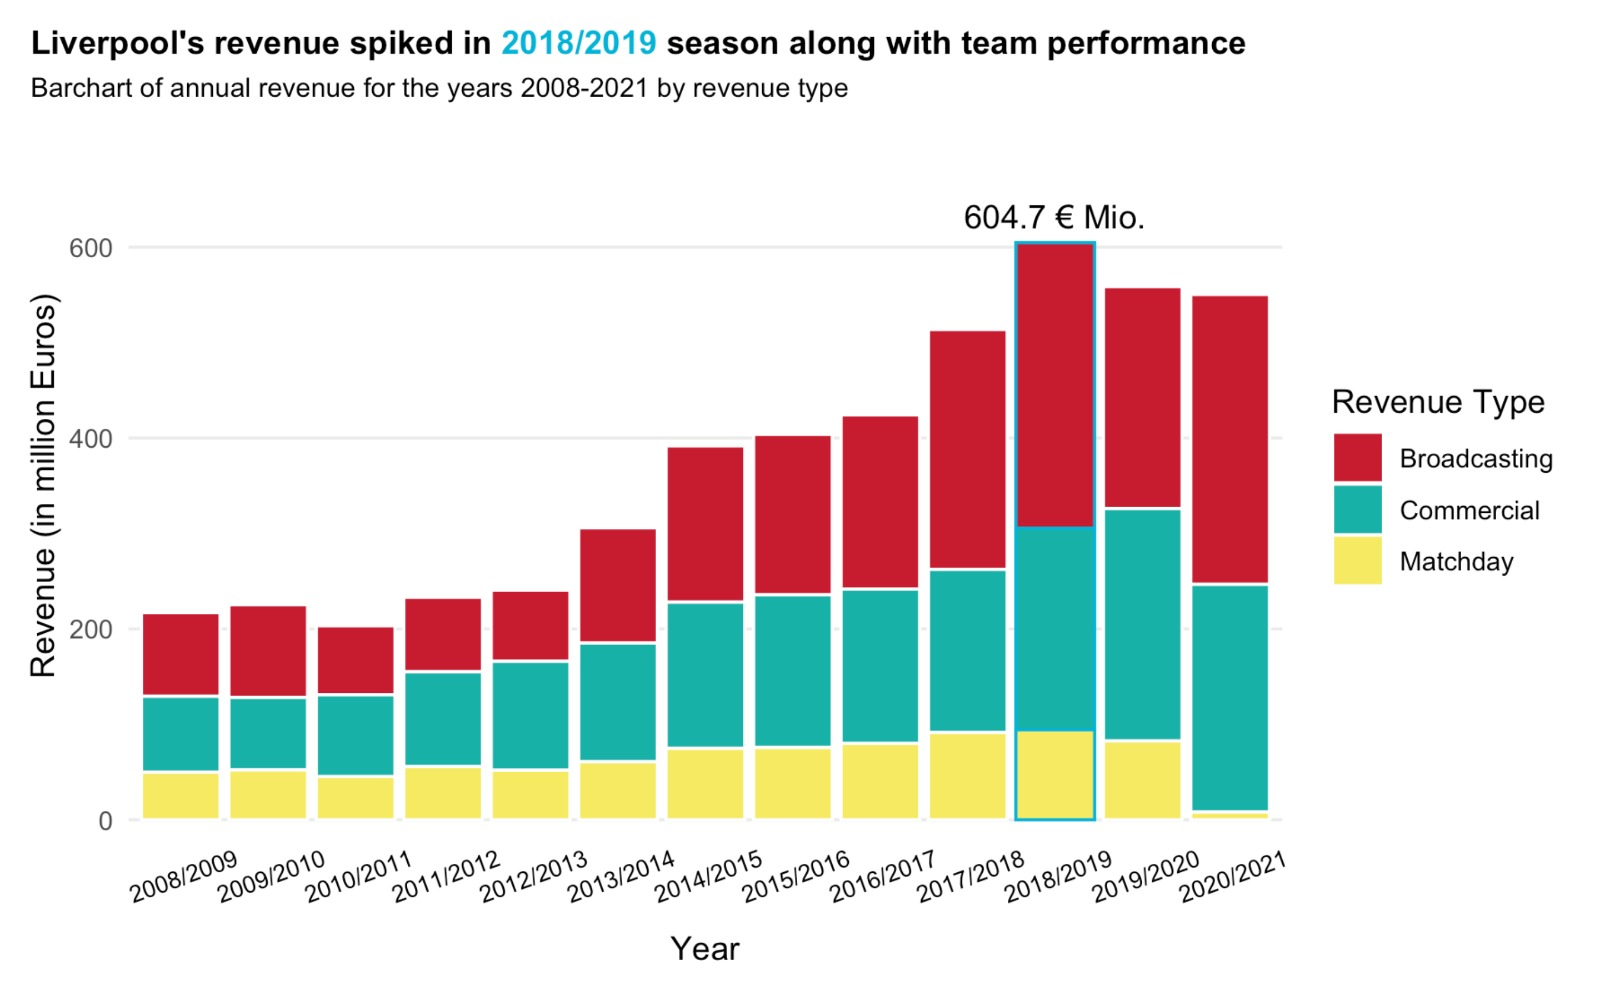 Liverpool's revenue spiked in 2018/2019 season along with team performance
Barchart of annual revenue for the years 2008-2021 by revenue type
604.7 € Mio.
600
400
200
0
Revenue (in million Euros)
2008/2009
2009/2010
2010/2011
2011/2012
2012/2013
2013/2014
2014/2015
2015/2016
2016/2017
2017/2018
2018/2019
2019/2020
2020/2021
Year
Revenue Type
Broadcasting
Commercial
Matchday